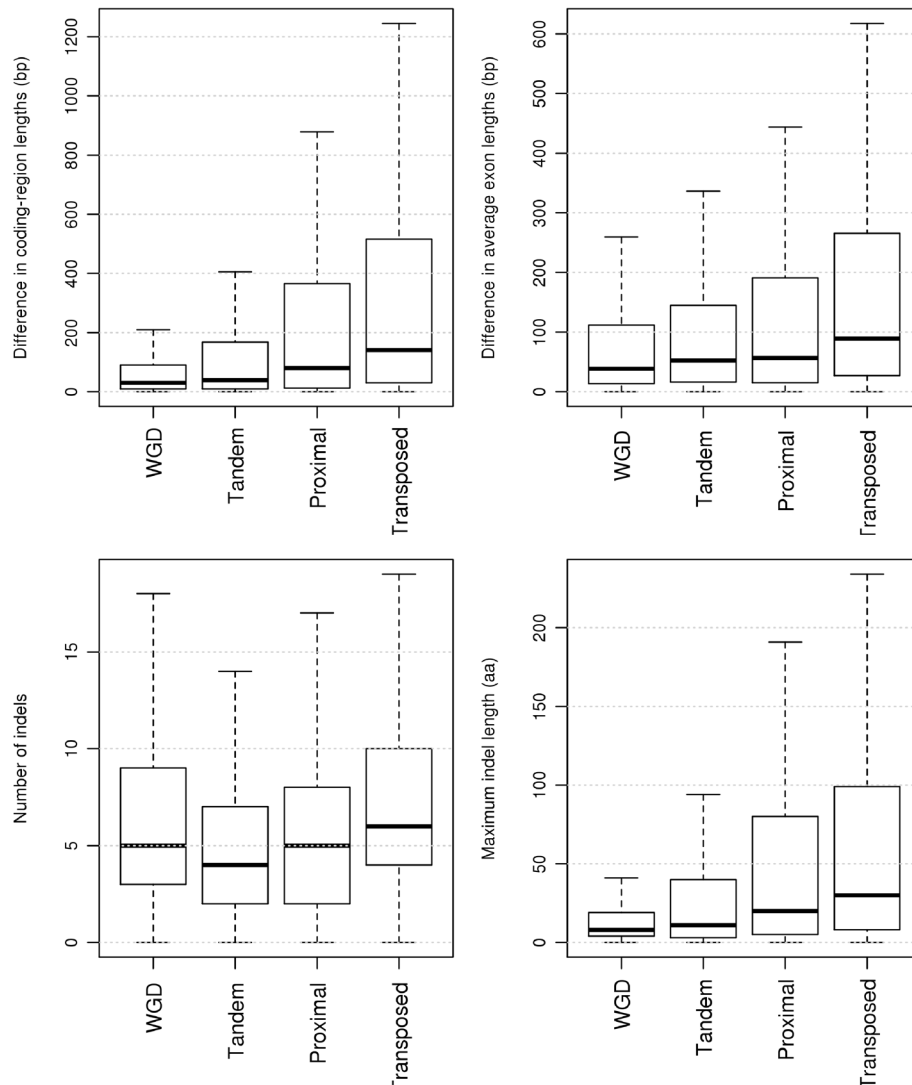 Difference in coding-region lengths (bp)
0
200
400
600
800
1000
1200
WGD
Tandem
Proximal
Transposed
Difference in average exon lengths (bp)
0
100
200
300
400
500
600
WGD
Tandem
Proximal
Transposed
Number of indels
0
5
10
15
WGD
Tandem
Proximal
Transposed
Maximum indel length (aa)
0
50
100
150
200
WGD
Tandem
Proximal
Transposed